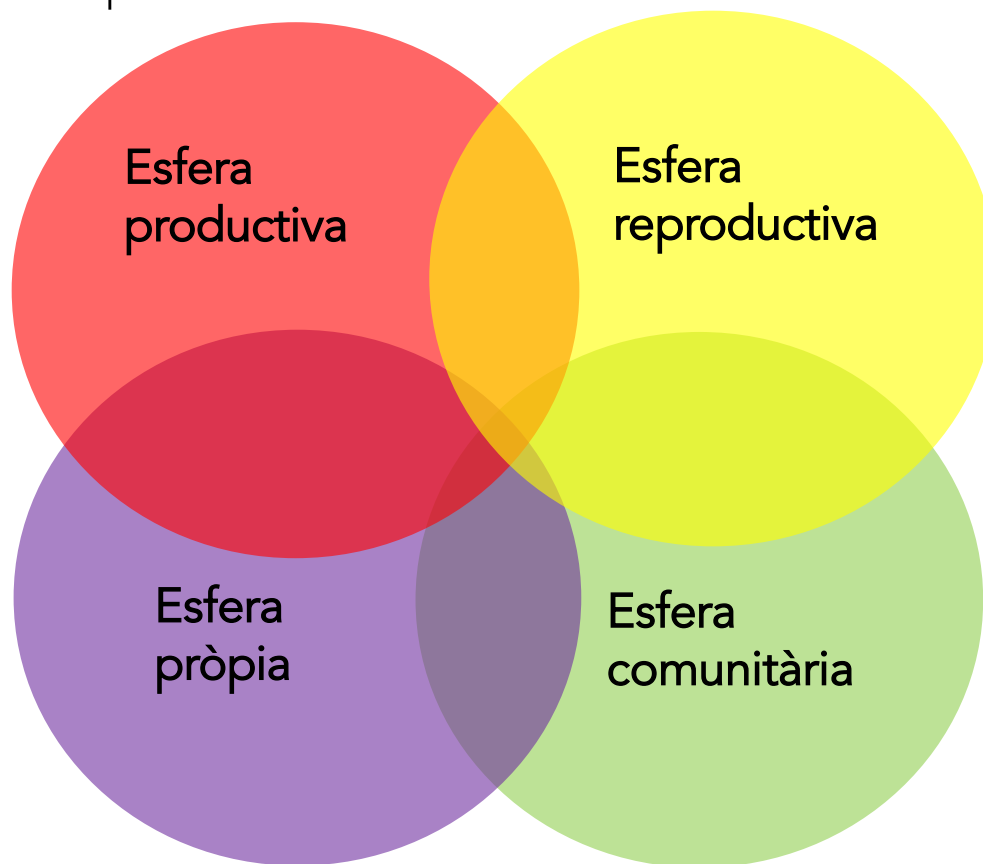 Esfera
productiva
Esfera
reproductiva
Esfera
pròpia
Esfera
comunitària